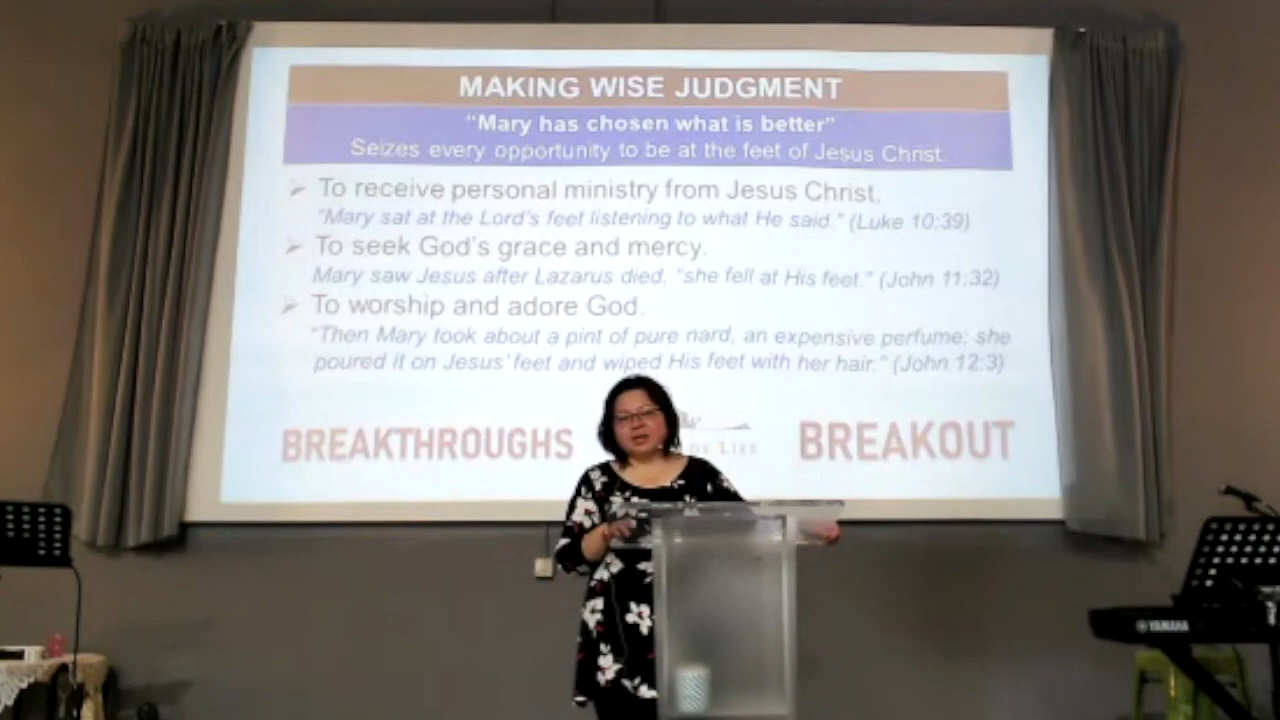 MAKING WISE JUDGMENT
"Mary has chosen what is better"
Seizes every opportunity to be at the feet of Jesus Christ.
➢ To receive personal ministry from Jesus Christ.
"Mary sat at the Lord's feet listening to what He said." (Luke 10:39)
➢ To seek God's grace and mercy.
Mary saw Jesus after Lazarus died, "she fell at His feet." (John 11:32)
➢ To worship and adore God.
"Then Mary took about a pint of pure nard, an expensive perfume; she
poured it on Jesus' feet and wiped His feet with her hair." (John 12:3)
BREAKTHROUGHS
OF LIFE
BREAKOUT
YAMAHA